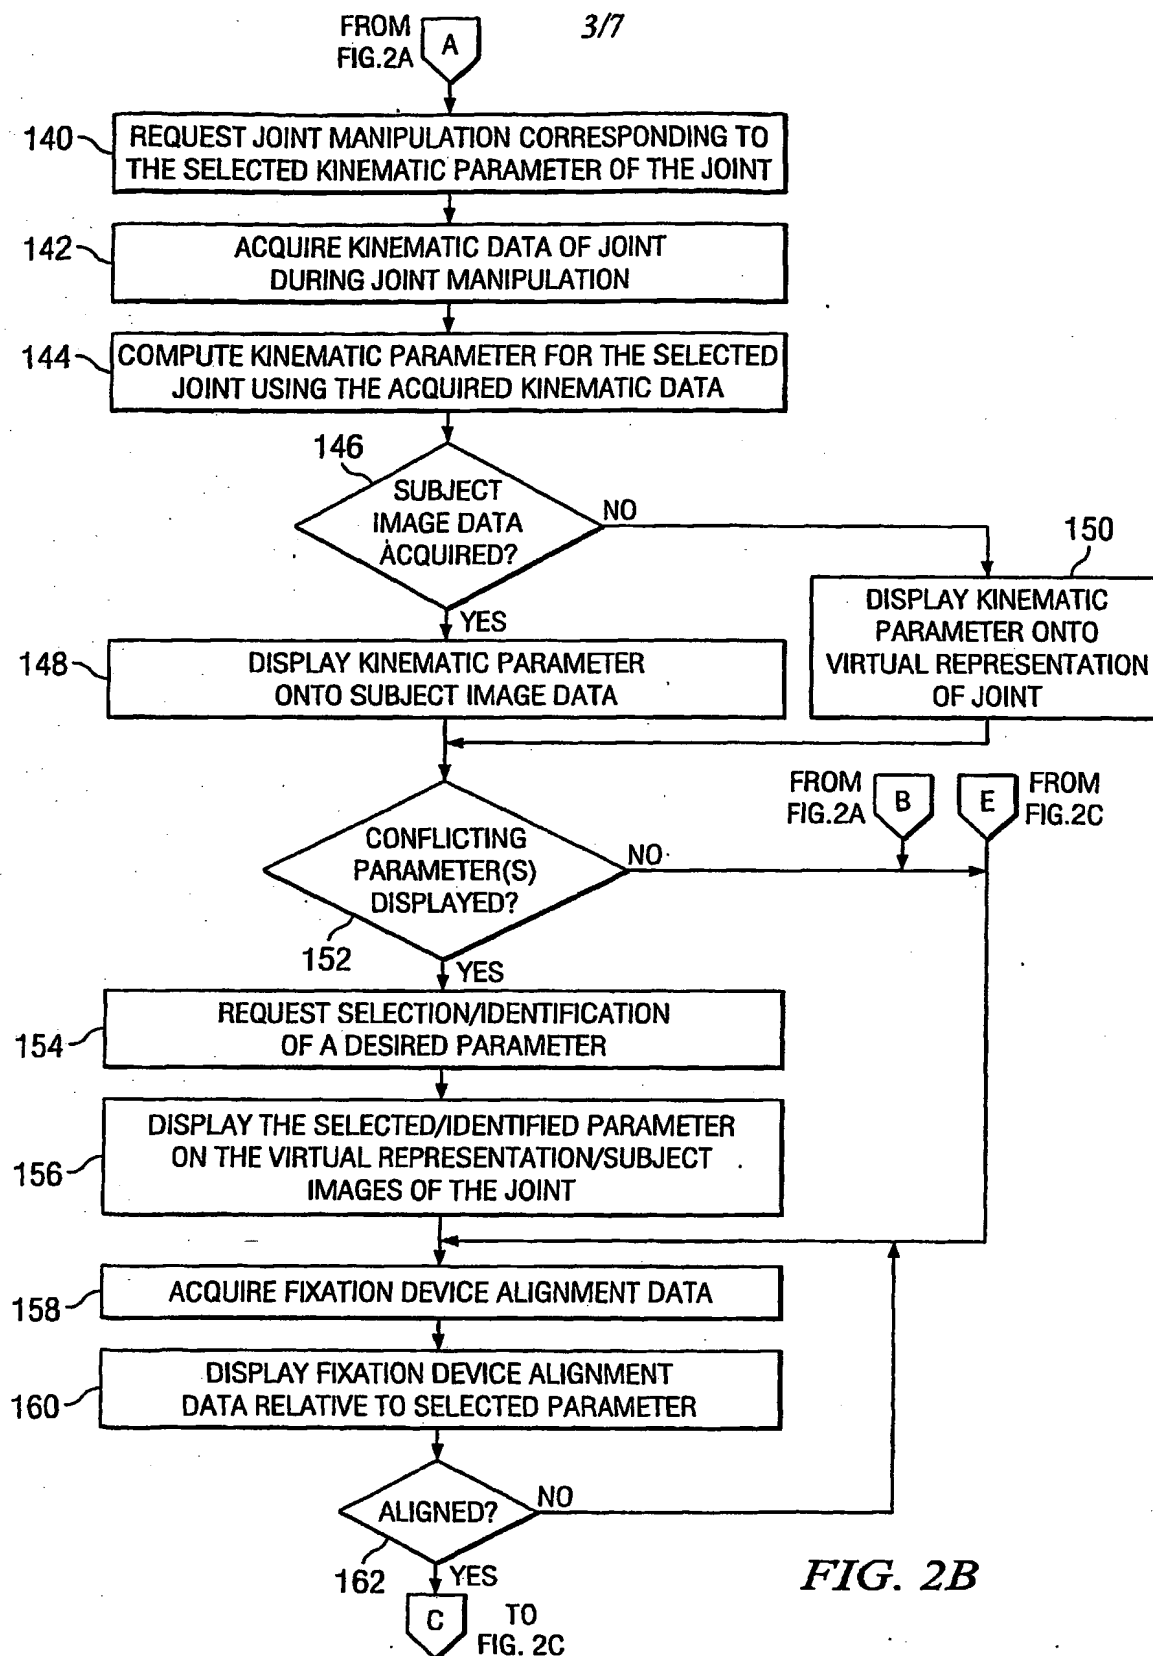 3/7
FROM
FIG.2A
A
140
REQUEST JOINT MANIPULATION CORRESPONDING TO
THE SELECTED KINEMATIC PARAMETER OF THE JOINT
142
ACQUIRE KINEMATIC DATA OF JOINT
DURING JOINT MANIPULATION
144
COMPUTE KINEMATIC PARAMETER FOR THE SELECTED
JOINT USING THE ACQUIRED KINEMATIC DATA
146
SUBJECT
IMAGE DATA
ACQUIRED?
NO
YES
150
DISPLAY KINEMATIC
PARAMETER ONTO
VIRTUAL REPRESENTATION
OF JOINT
148
DISPLAY KINEMATIC PARAMETER
ONTO SUBJECT IMAGE DATA
FROM
FIG.2A
B
E
FROM
FIG.2C
CONFLICTING
PARAMETER(S)
DISPLAYED?
NO
152
YES
154
REQUEST SELECTION/IDENTIFICATION
OF A DESIRED PARAMETER
156
DISPLAY THE SELECTED/IDENTIFIED PARAMETER
ON THE VIRTUAL REPRESENTATION/SUBJECT
IMAGES OF THE JOINT
158
ACQUIRE FIXATION DEVICE ALIGNMENT DATA
160
DISPLAY FIXATION DEVICE ALIGNMENT
DATA RELATIVE TO SELECTED PARAMETER
ALIGNED?
NO
162
YES
C
TO
FIG. 2C
FIG. 2B